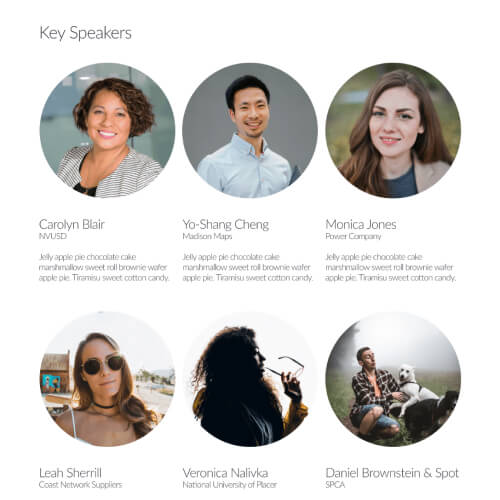 Key Speakers
Carolyn Blair
NVUSD
Jelly apple pie chocolate cake
marshmallow sweet roll brownie wafer
apple pie. Tiramisu sweet cotton candy.
Yo-Shang Cheng
Madison Maps
Jelly apple pie chocolate cake
marshmallow sweet roll brownie wafer
apple pie. Tiramisu sweet cotton candy.
Monica Jones
Power Company
Jelly apple pie chocolate cake
marshmallow sweet roll brownie wafer
apple pie. Tiramisu sweet cotton candy.
Leah Sherrill
Coast Network Suppliers
Veronica Nalivka
National University of Placer
Daniel Brownstein & Spot
SPCA